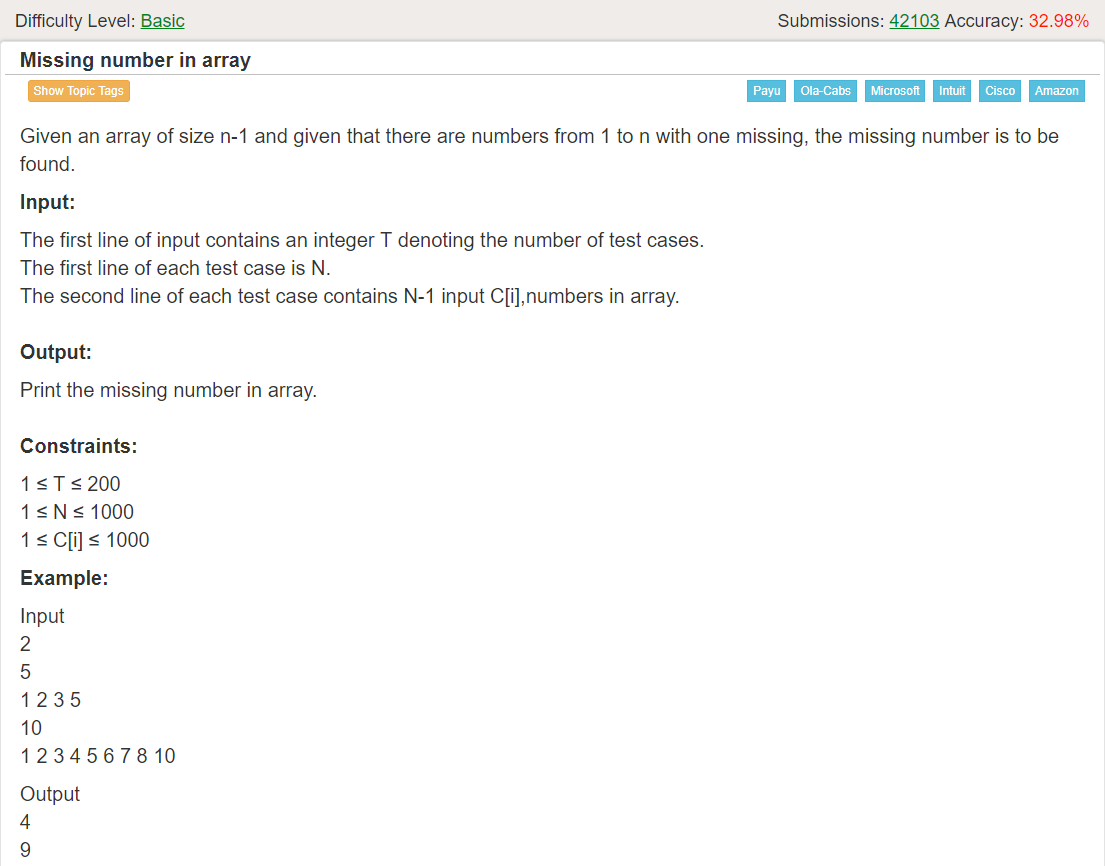 Difficulty Level: Basic Submissions: 42103 Accuracy: 32.98%
Missing number in array
Show Topic Tags Payu Ola-Cabs Microsoft Intuit Cisco Amazon
Given an array of size n-1 and given that there are numbers from 1 to n with one missing, the missing number is to be
found.
Input:
The first line of input contains an integer T denoting the number of test cases.
The first line of each test case is N.
The second line of each test case contains N-1 input C[i],numbers in array.
Output:
Print the missing number in array.
Constraints:
1 ≤ T ≤ 200
1 ≤ N ≤ 1000
1 ≤ C[i] ≤ 1000
Example:
Input
2
5
1 2 3 5
10
1 2 3 4 5 6 7 8 10
Output
4
9